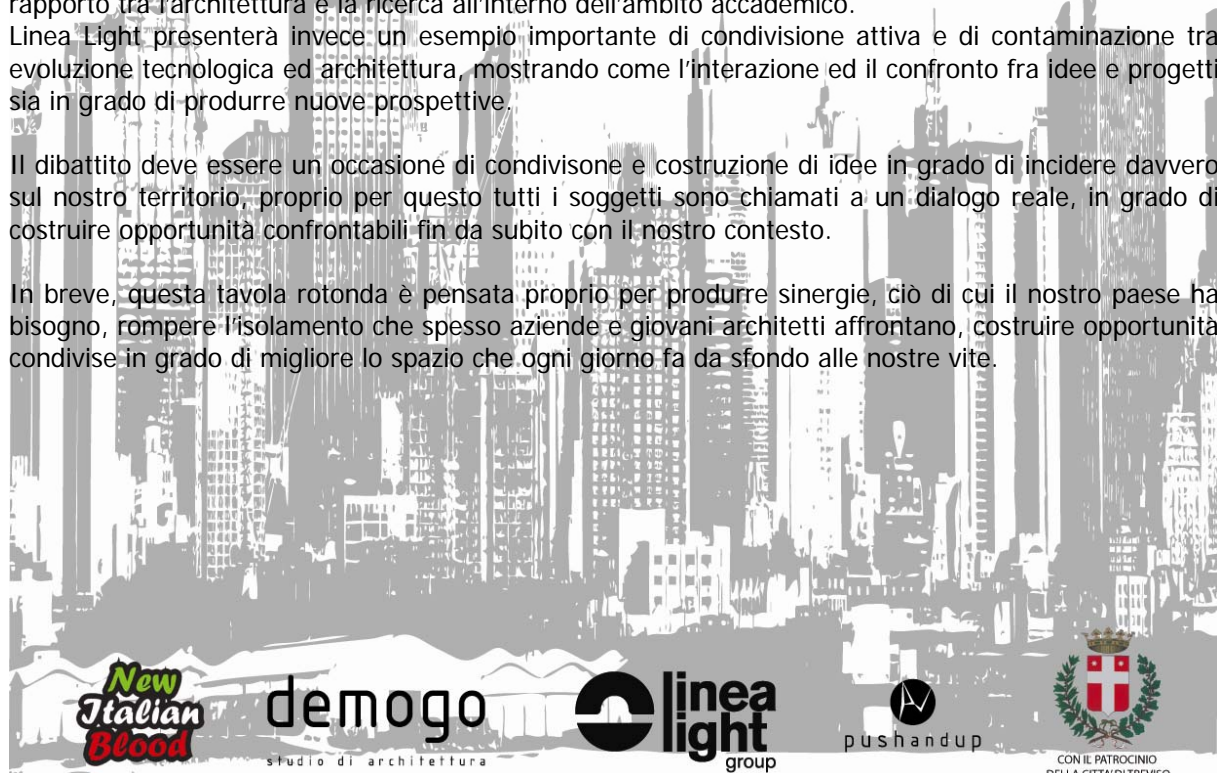 rapporto tra l'architettura e la ricerca all'interno dell'ambito accademico.
Linea Light presenterà invece un esempio importante di condivisione attiva e di contaminazione tra
evoluzione tecnologica ed architettura, mostrando come l'interazione ed il confronto fra idee e progetti
sia in grado di produrre nuove prospettive.
Il dibattito deve essere un occasione di condivisone e costruzione di idee in grado di incidere davvero
sul nostro territorio, proprio per questo tutti i soggetti sono chiamati a un dialogo reale, in grado di
costruire opportunità confrontabili fin da subito con il nostro contesto.
In breve, questa tavola rotonda è pensata proprio per produrre sinergie, ciò di cui il nostro paese ha
bisogno, rompere l'isolamento che spesso aziende e giovani architetti affrontano, costruire opportunità
condivise in grado di migliore lo spazio che ogni giorno fa da sfondo alle nostre vite.
New
Italian
Blood
demogo
studio di architettura
linea
light
group
pushandup
CON IL PATROCINIO
DELLA CITTA' DI TREVISO